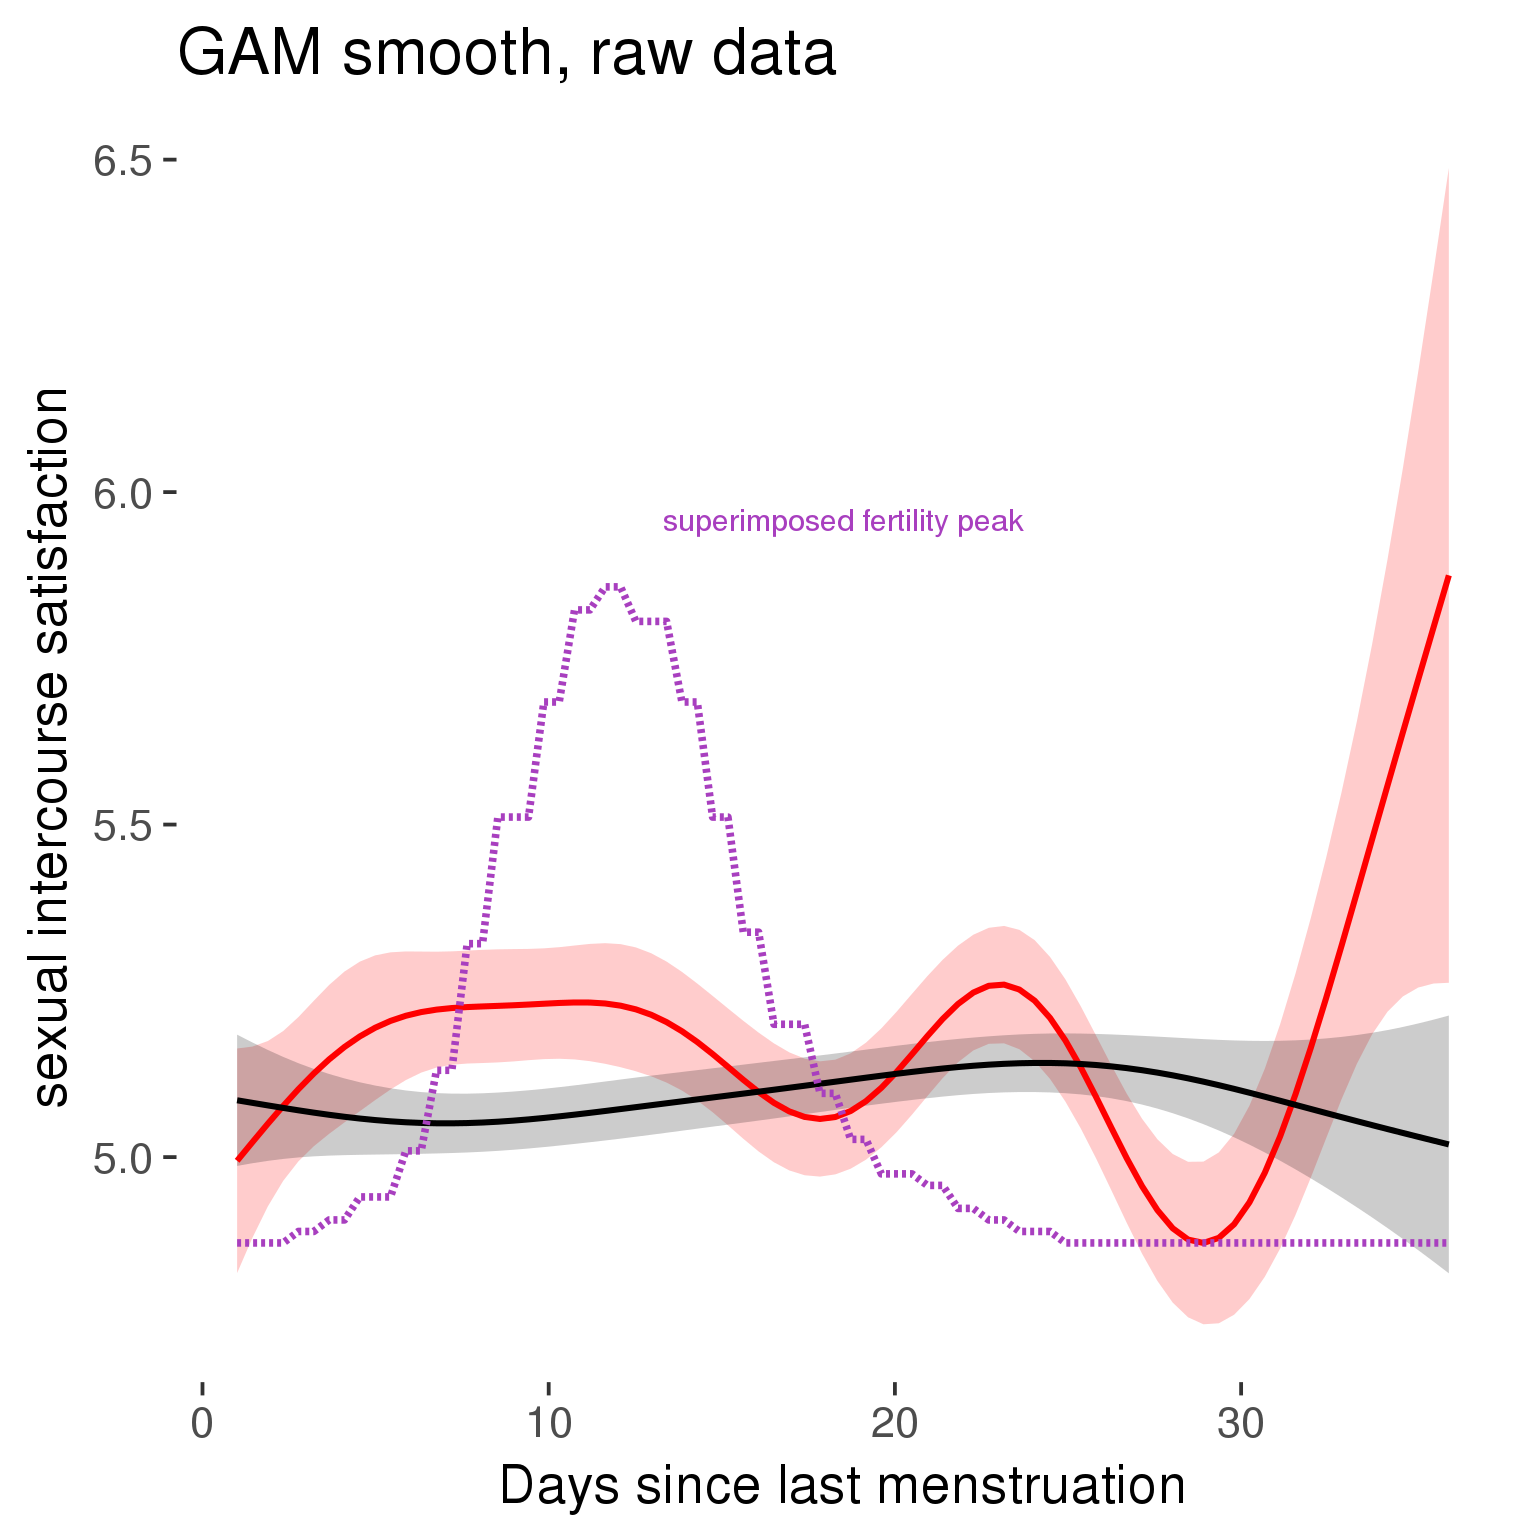 GAM smooth, raw data
6.5
6.0
5.5
5.0
sexual intercourse satisfaction
superimposed fertility peak
0 10 20 30
Days since last menstruation